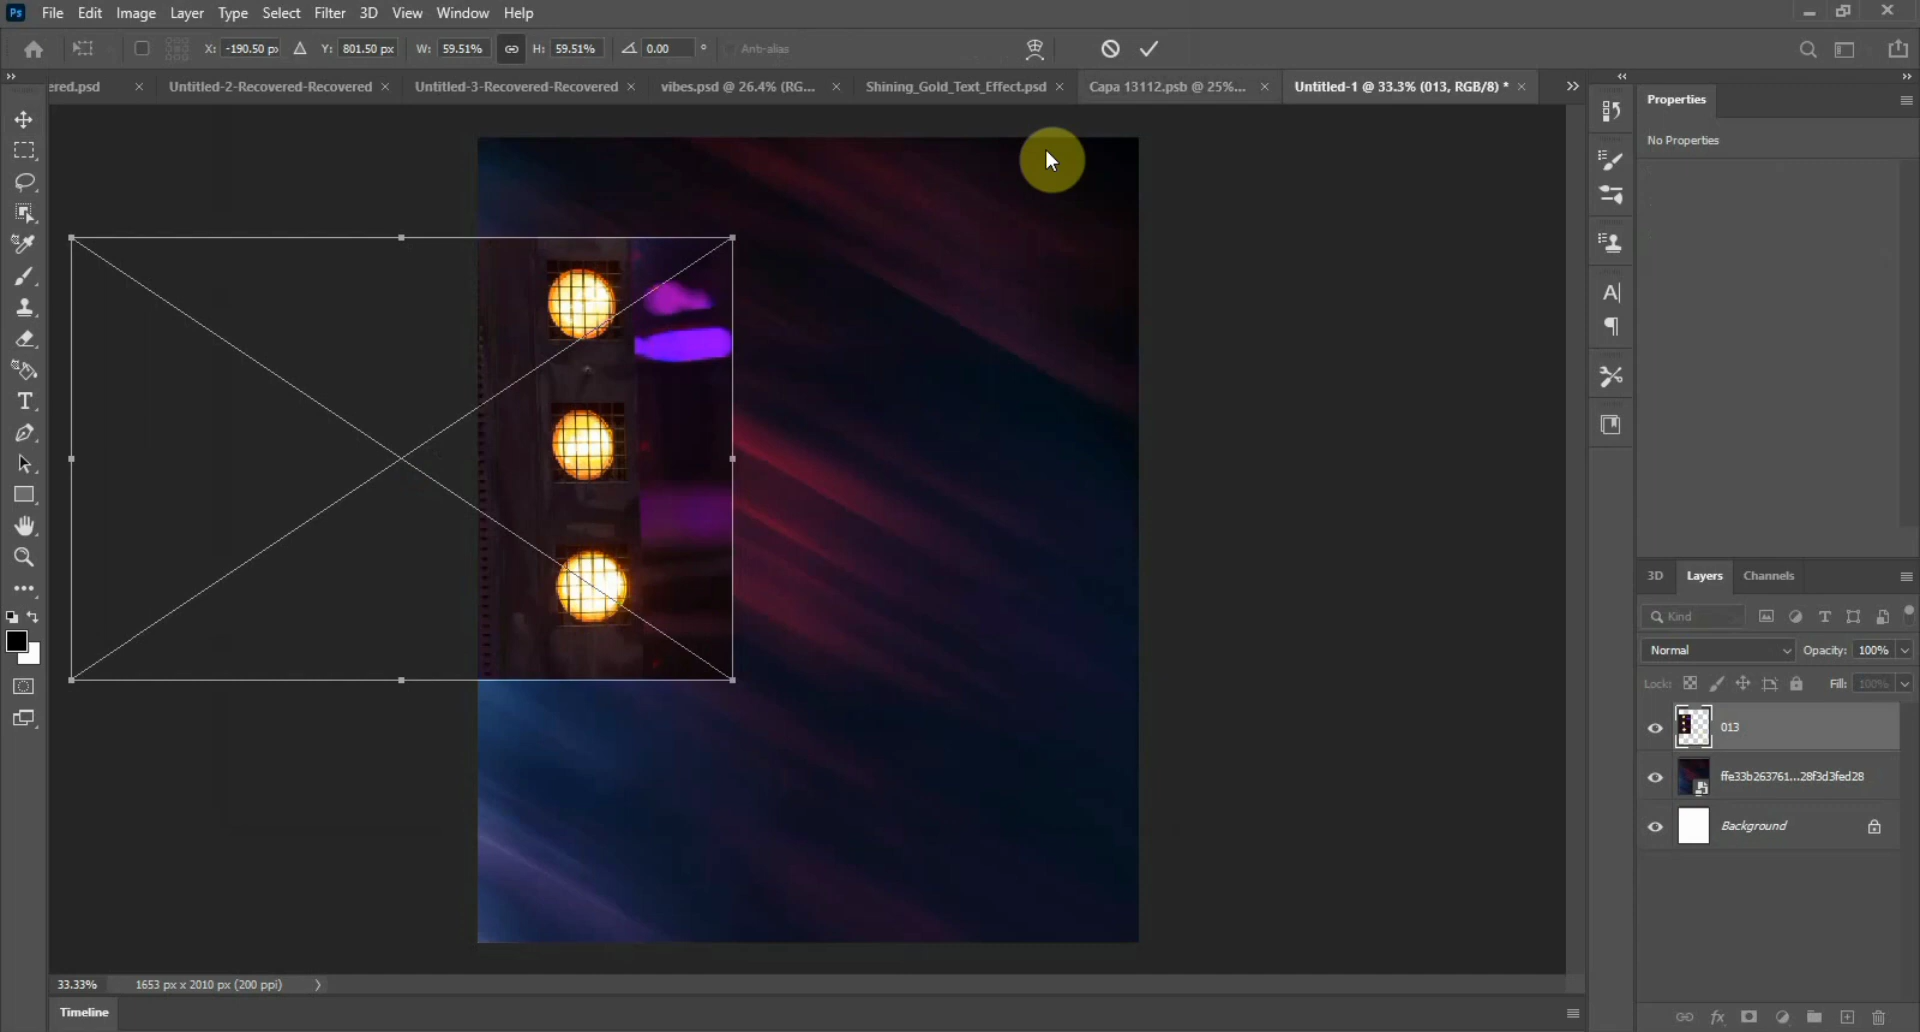 Ps File Edit Image Layer Type Select Filter 3D View Window Help
X: -190.50 px Y: 801.50 px W: 59.51% H: 59.51% 0.00 ° Anti-alias
ered.psd × Untitled-2-Recovered-Recovered × Untitled-3-Recovered-Recovered × vibes.psd @ 26.4% (RG... × Shining_Gold_Text_Effect.psd × Capa 13112.psb @ 25%... × Untitled-1 @ 33.3% (013, RGB/8) * ×
Properties
No Properties
3D Layers Channels
Kind
Normal Opacity: 100%
Lock: Fill: 100%
013
ffe33b263761...28f3d3fed28
Background
33.33% 1653 px x 2010 px (200 ppi)
Timeline